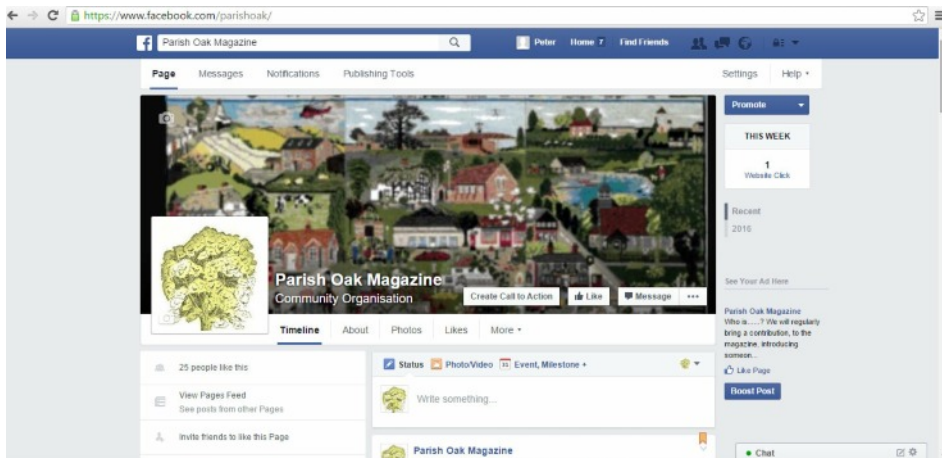 https://www.facebook.com/parishoak/
Parish Oak Magazine
Peter Home 7 Find Friends
Page Messages Notifications Publishing Tools Settings Help
Promote
THIS WEEK
1
Website Click
Recent
2016
Parish Oak Magazine
Community Organisation
Create Call to Action Like Message
See Your Ad Here
Timeline About Photos Likes More
Parish Oak Magazine
Who is.....? We will regularly
bring a contribution, to the
magazine, introducing
someon...
Like Page
Boost Post
25 people like this
View Pages Feed
See posts from other Pages
Invite friends to like this Page
Status Photo/Video 31 Event, Milestone +
Write something...
Parish Oak Magazine
Chat